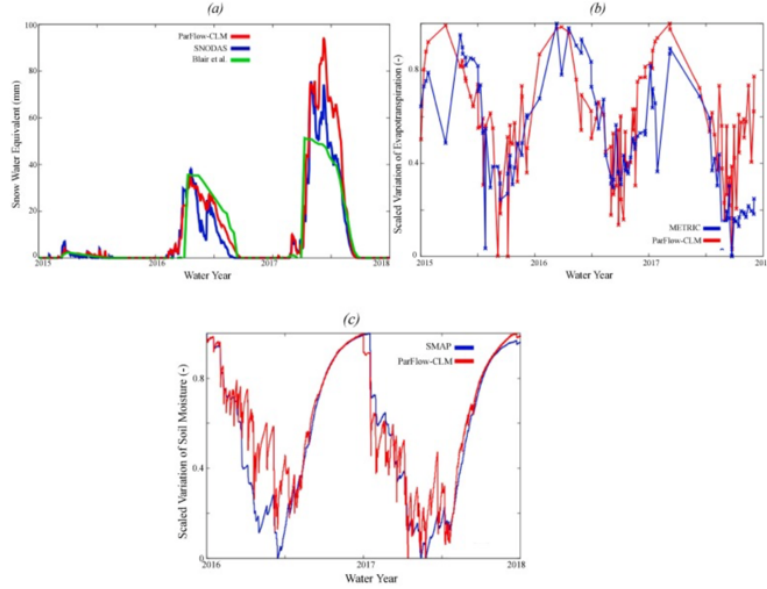 (a)
100
80
60
40
20
0
Snow Water Equivalent (mm)
ParFlow-CLM
SNODAS
Blair et al.
2015
2016
2017
2018
Water Year
(b)
0.8
0.4
0
Scaled Variation of Evapotranspiration (-)
METRIC
ParFlow-CLM
2015
2016
2017
201
Water Year
(c)
0.8
0.4
0
Scaled Variation of Soil Moisture (-)
SMAP
ParFlow-CLM
2016
2017
2018
Water Year